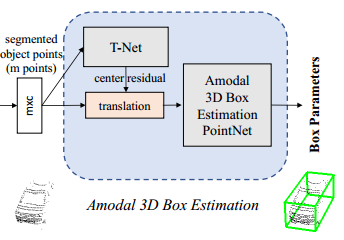 segmented
object points
(m points)
mxc
T-Net
center residual
translation
Amodal
3D Box
Estimation
PointNet
Box Parameters
Amodal 3D Box Estimation